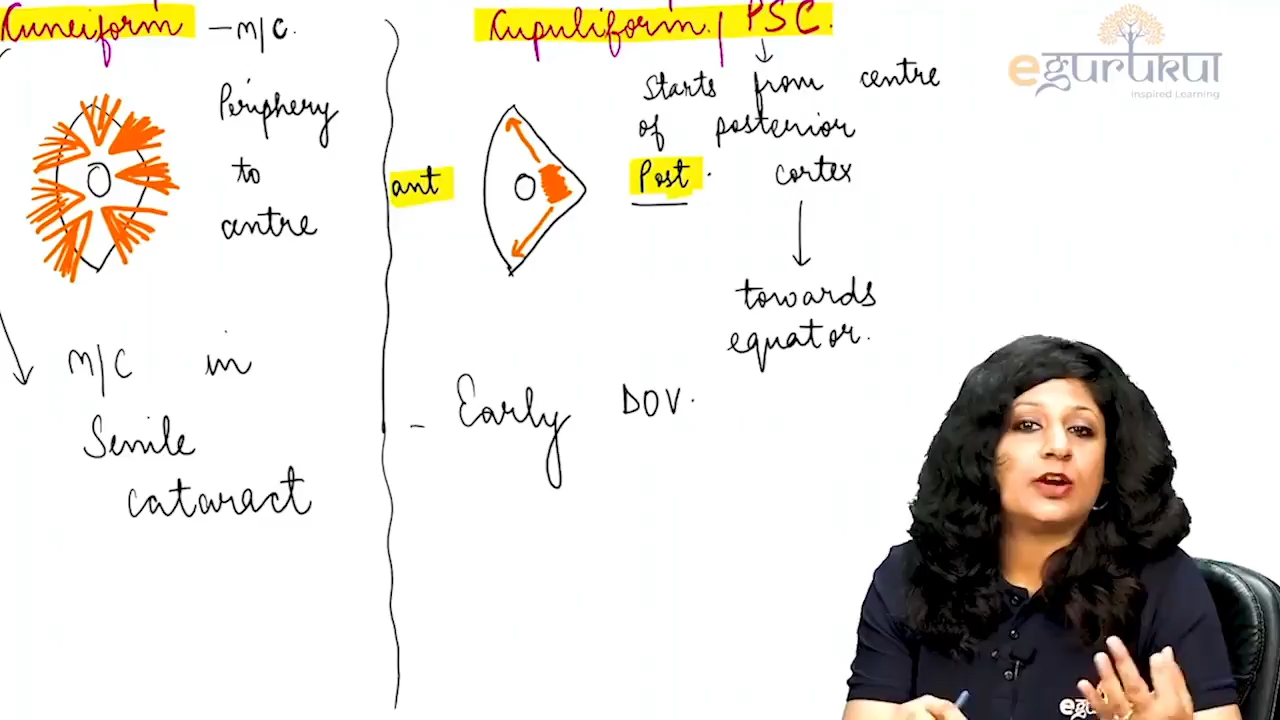 Cuneiform - M/C.
Periphery
to
centre
M/C in
Senile
cataract
Cupuliform / PSC.
Starts from centre
of posterior
cortex
ant
Post.
towards
equator.
- Early DOV.
egurukul
Inspired Learning
egu